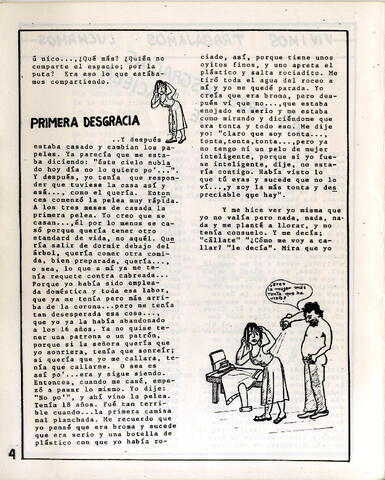 ó nico...,¿Qué más? ¿Quién no
comparte el espacio; por la
puta? Era eso lo que estába-
mos compartiendo.
PRIMERA DESGRACIA
..Y después
estaba casado y cambian los pa-
peles. Ya parecía que me esta-
ba diciendo: "éste cielo nubla
do hoy día no lo quiero po'...".
Y después, yo tenía que respon-
der que tuviese la casa así y
así..., como el quería. Enton
ces comenzó la pelea muy rápida.
A los tres meses de casada la
primera pelea. Yo creo que se
casan...él por lo menos se ca-
só porque quería tener otro
standard de vida, no aquél. Que
ría salir de dormir debajo del
árbol, quería comer otra comi-
da, bien preparada, quería...,
o sea, lo que a mí ya me te-
nía requete contra cabreada...
Porque yo había sido emplea-
da doméstica y toda esa labor,
que ya me tenía pero más arri-
ba de la corona...pero me tenía
tan desesperada esa cosa...,
que yo ya la había abandonado
a los 16 años. Ya no quise te-
ner una patrona o un patrón,
porque si la señora quería que
yo sonriera, tenía que sonreír;
si quería que yo me callara, te-
nía que callarme. O sea es
así po'...era y sigue siendo.
Entonces, cuando me casé, empe-
zó a pasar lo mismo. Yo dije:
"No po'", y ahí vino la pelea.
Tenía 18 años. Fué tan terri-
ble cuando...la primera camisa
mal planchada. Me recuerdo que
yo pensé que era broma y sucede
que era serio y una botella de
plástico con que yo había ro-
ciado, así, porque tiene unos
oyitos finos, y uno apreta el
plástico y salta rociadito. Me
tiró toda el agua del roceo a
mí y yo me quedé parada. Yo
creía que era broma, pero des-
pués vi que no...,que estaba
enojado en serio y me estaba
como mirando y diciéndome que
era tonta y todo eso. Me dijo
yo: "claro que soy tonta...
tonta,tonta,tonta...,pero ya
no tengo ni un pelo de mujer
inteligente, porque si yo fue-
se inteligente, dije, no esta-
ría contigo. Había visto lo
que tú eras y sucede que no lo
ví...,y soy la más tonta y des
preciable que hay".
Y me hice ver yo misma que
yo no valía pero nada, nada, na
da y me planté a llorar, y no
tenía consuelo. Y me decía:
"cállate" "¡Cómo me voy a ca-
llar? "le decía". Mira que yo
¡Eres
la mujer más
tonta que he
visto!
4